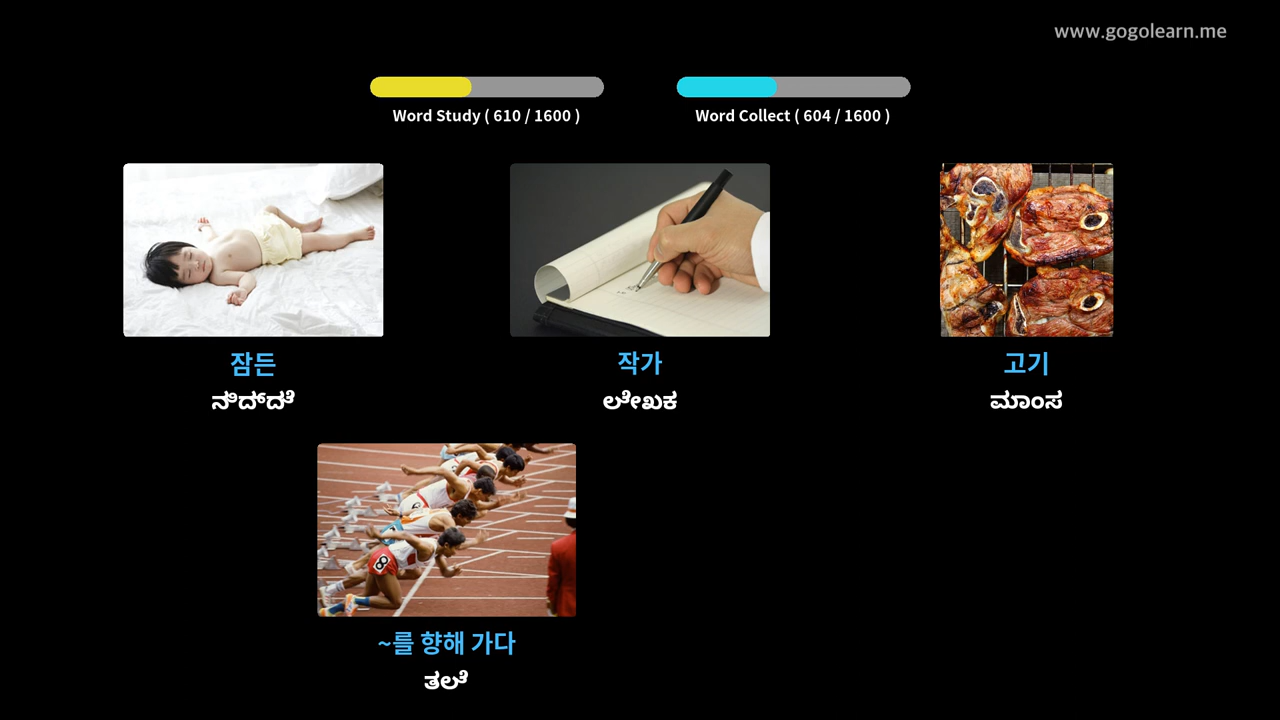 www.gogolearn.me
Word Study ( 610 / 1600 )
Word Collect ( 604 / 1600 )
잠든
ನಿದ್ದೆ
작가
ಲೇಖಕ
고기
ಮಾಂಸ
~를 향해 가다
ತಲೆ